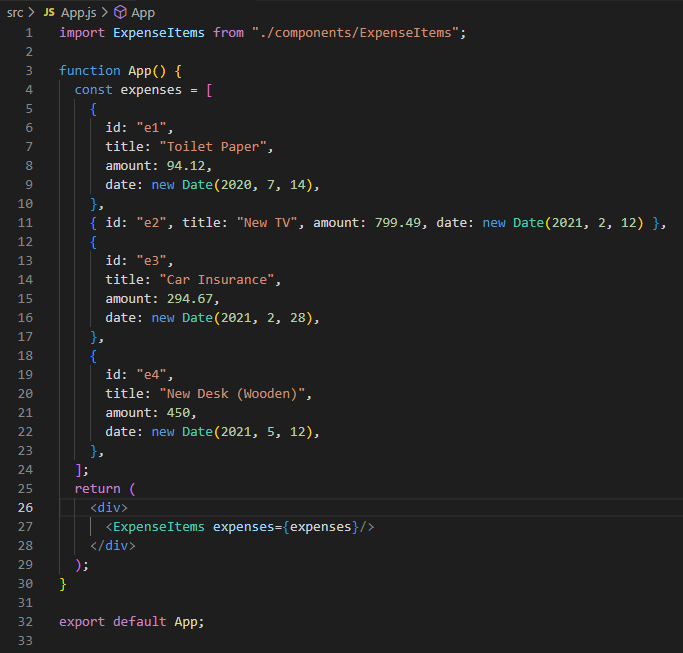 src > JS App.js > App
1 import ExpenseItems from "./components/ExpenseItems";
2
3 function App() {
4   const expenses = [
5     {
6       id: "e1",
7       title: "Toilet Paper",
8       amount: 94.12,
9       date: new Date(2020, 7, 14),
10     },
11     { id: "e2", title: "New TV", amount: 799.49, date: new Date(2021, 2, 12) },
12     {
13       id: "e3",
14       title: "Car Insurance",
15       amount: 294.67,
16       date: new Date(2021, 2, 28),
17     },
18     {
19       id: "e4",
20       title: "New Desk (Wooden)",
21       amount: 450,
22       date: new Date(2021, 5, 12),
23     },
24   ];
25   return (
26     <div>
27       <ExpenseItems expenses={expenses}/>
28     </div>
29   );
30 }
31
32 export default App;
33